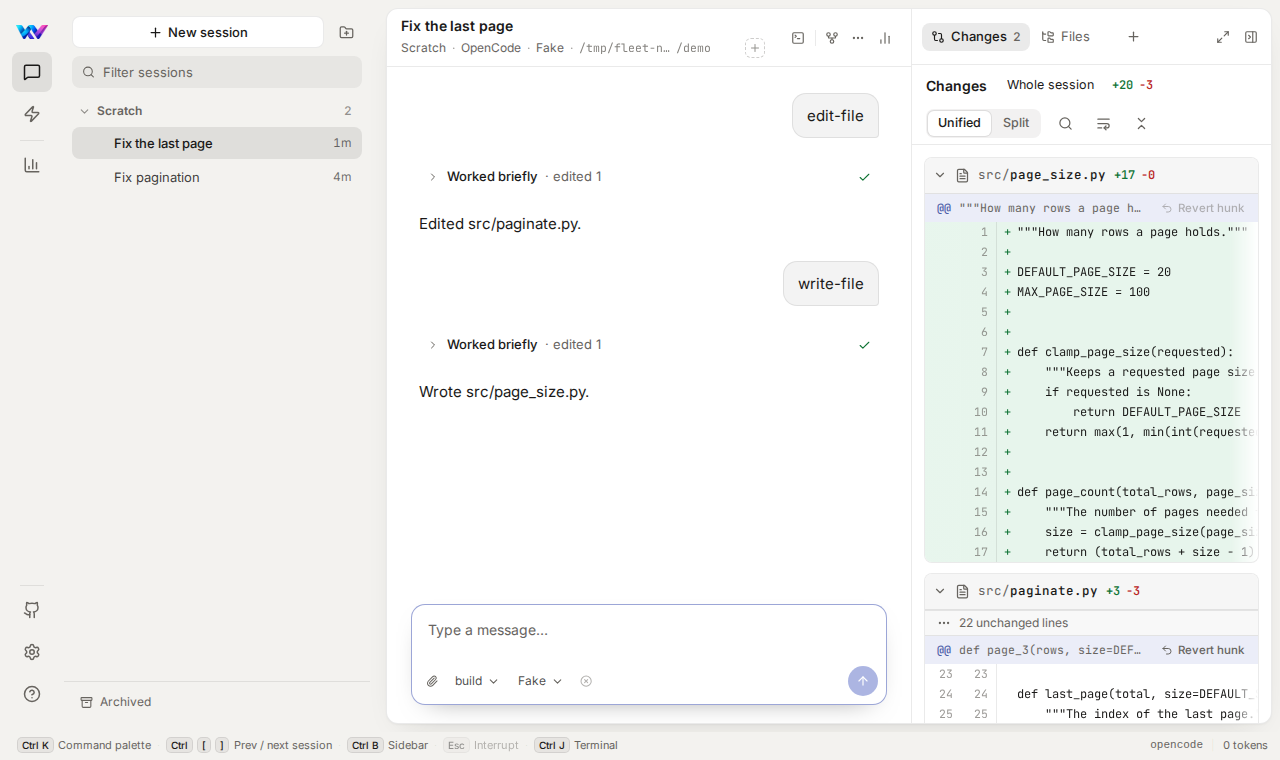 New session
Filter sessions
Scratch 2
Fix the last page 1m
Fix pagination 4m
Archived
Fix the last page
Scratch · OpenCode · Fake · /tmp/fleet-n… /demo
edit-file
Worked briefly · edited 1
Edited src/paginate.py.
write-file
Worked briefly · edited 1
Wrote src/page_size.py.
Type a message...
build Fake
Changes 2 Files
Changes Whole session +20 -3
Unified Split
src/page_size.py +17 -0
@@ """How many rows a page h… Revert hunk
1 + """How many rows a page holds."""
2 +
3 + DEFAULT_PAGE_SIZE = 20
4 + MAX_PAGE_SIZE = 100
5 +
6 +
7 + def clamp_page_size(requested):
8 + """Keeps a requested page size
9 + if requested is None:
10 + return DEFAULT_PAGE_SIZE
11 + return max(1, min(int(requeste
12 +
13 +
14 + def page_count(total_rows, page_si
15 + """The number of pages needed
16 + size = clamp_page_size(page_si
17 + return (total_rows + size - 1)
src/paginate.py +3 -3
22 unchanged lines
@@ def page_3(rows, size=DEF… Revert hunk
23 23
24 24 def last_page(total, size=DEFAULT_
25 25 """The index of the last page.
Ctrl K Command palette Ctrl [ ] Prev / next session Ctrl B Sidebar Esc Interrupt Ctrl J Terminal
opencode 0 tokens